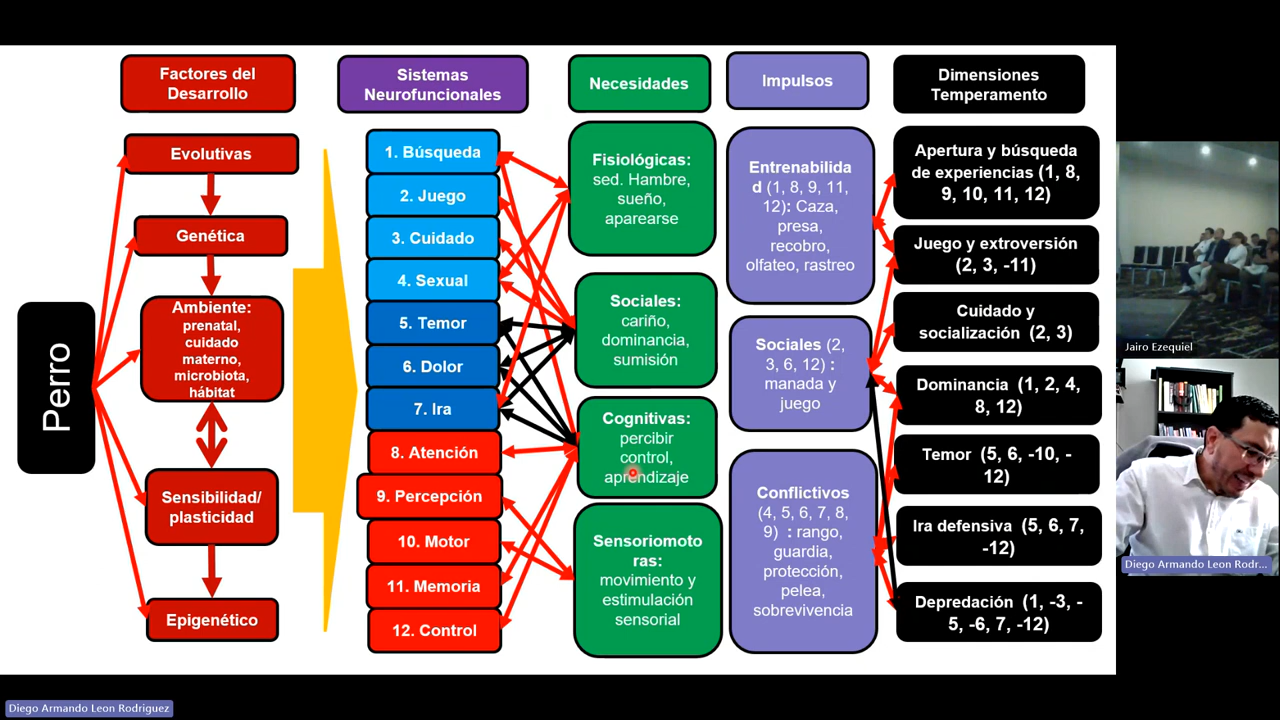 Factores del
Desarrollo
Sistemas
Neurofuncionales
Necesidades
Impulsos
Dimensiones
Temperamento
Perro
Evolutivas
Genética
Ambiente:
prenatal,
cuidado
materno,
microbiota,
hábitat
Sensibilidad/
plasticidad
Epigenético
1. Búsqueda
2. Juego
3. Cuidado
4. Sexual
5. Temor
6. Dolor
7. Ira
8. Atención
9. Percepción
10. Motor
11. Memoria
12. Control
Fisiológicas:
sed. Hambre,
sueño,
aparearse
Sociales:
cariño,
dominancia,
sumisión
Cognitivas:
percibir
control,
aprendizaje
Sensoriomoto
ras:
movimiento y
estimulación
sensorial
Entrenabilida
d (1, 8, 9, 11,
12): Caza,
presa,
recobro,
olfateo, rastreo
Sociales (2,
3, 6, 12) :
manada y
juego
Conflictivos
(4, 5, 6, 7, 8,
9) : rango,
guardia,
protección,
pelea,
sobrevivencia
Apertura y búsqueda
de experiencias (1, 8,
9, 10, 11, 12)
Juego y extroversión
(2, 3, -11)
Cuidado y
socialización (2, 3)
Dominancia (1, 2, 4,
8, 12)
Temor (5, 6, -10, -
12)
Ira defensiva (5, 6, 7,
-12)
Depredación (1, -3, -
5, -6, 7, -12)
Jairo Ezequiel
Diego Armando Leon Rodr...
Diego Armando Leon Rodriguez